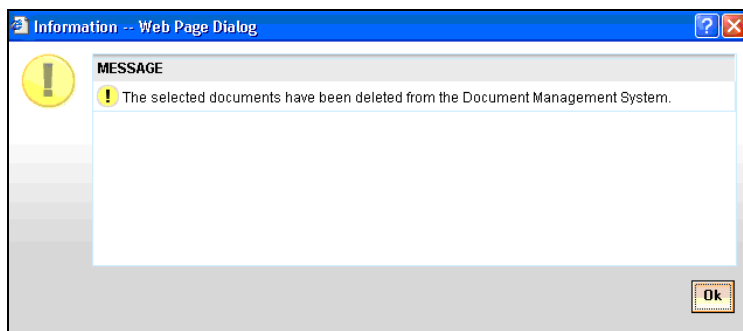 Information -- Web Page Dialog
MESSAGE
The selected documents have been deleted from the Document Management System.
Ok